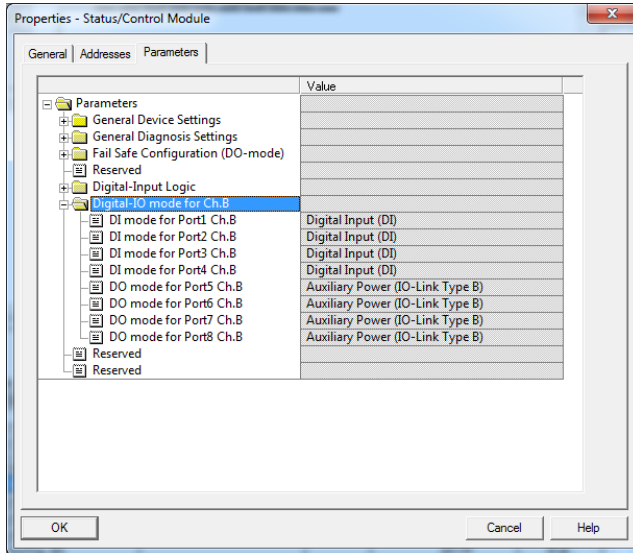 Properties - Status/Control Module
General Addresses Parameters
Value
Parameters
General Device Settings
General Diagnosis Settings
Fail Safe Configuration (DO-mode)
Reserved
Digital-Input Logic
Digital-IO mode for Ch.B
DI mode for Port1 Ch.B Digital Input (DI)
DI mode for Port2 Ch.B Digital Input (DI)
DI mode for Port3 Ch.B Digital Input (DI)
DI mode for Port4 Ch.B Digital Input (DI)
DO mode for Port5 Ch.B Auxiliary Power (IO-Link Type B)
DO mode for Port6 Ch.B Auxiliary Power (IO-Link Type B)
DO mode for Port7 Ch.B Auxiliary Power (IO-Link Type B)
DO mode for Port8 Ch.B Auxiliary Power (IO-Link Type B)
Reserved
Reserved
OK Cancel Help